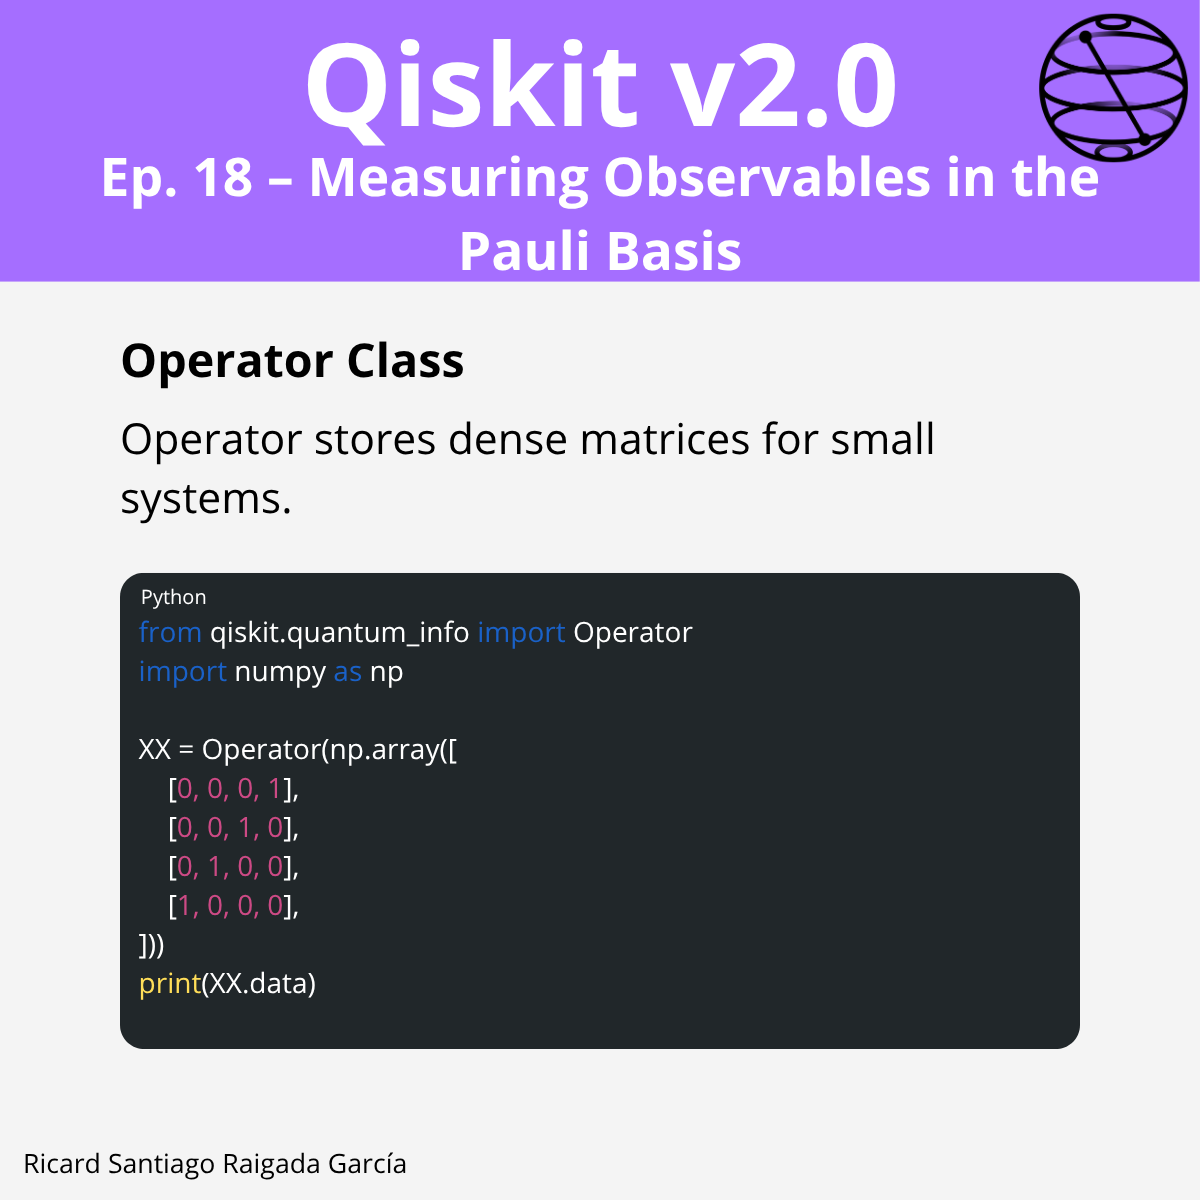 Qiskit v2.0
Ep. 18 – Measuring Observables in the
Pauli Basis
Operator Class
Operator stores dense matrices for small
systems.
Python
from qiskit.quantum_info import Operator
import numpy as np
XX = Operator(np.array([
    [0, 0, 0, 1],
    [0, 0, 1, 0],
    [0, 1, 0, 0],
    [1, 0, 0, 0],
]))
print(XX.data)
Ricard Santiago Raigada García